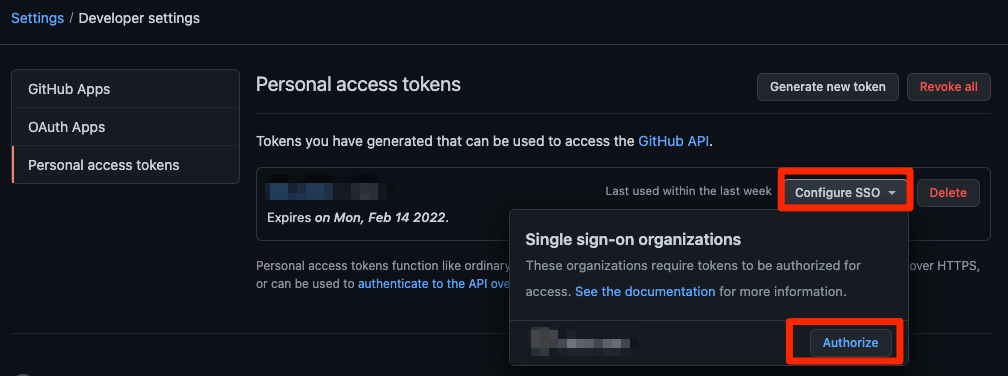 Settings / Developer settings
GitHub Apps
OAuth Apps
Personal access tokens
Personal access tokens
Generate new token
Revoke all
Tokens you have generated that can be used to access the GitHub API.
Last used within the last week
Configure SSO
Delete
Expires on Mon, Feb 14 2022.
Single sign-on organizations
These organizations require tokens to be authorized for
access. See the documentation for more information.
Authorize
Personal access tokens function like ordinary
over HTTPS,
or can be used to authenticate to the API ove